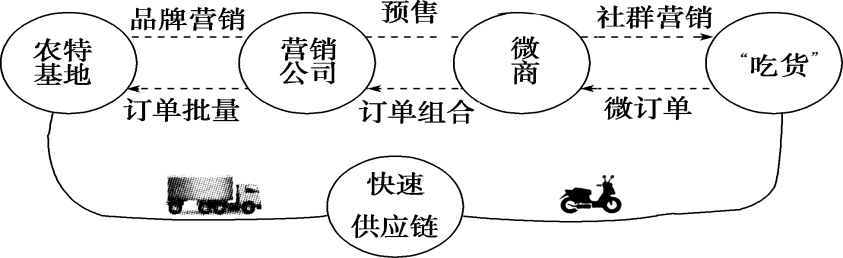 品牌营销
预售
社群营销
农特
基地
营销
公司
微
商
“吃货”
订单批量
订单组合
微订单
快速
供应链